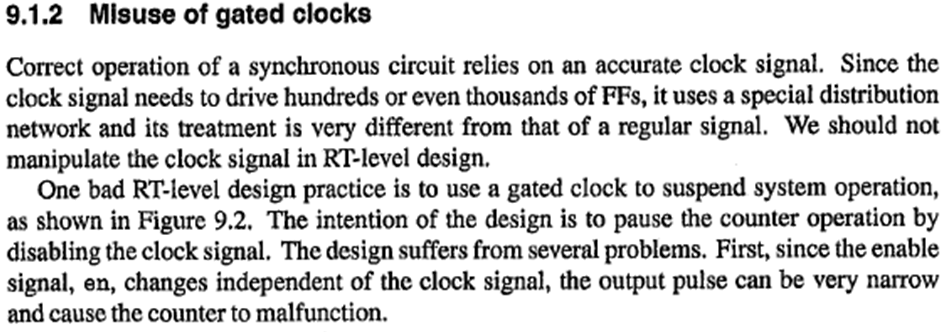 9.1.2 Misuse of gated clocks
Correct operation of a synchronous circuit relies on an accurate clock signal. Since the
clock signal needs to drive hundreds or even thousands of FFs, it uses a special distribution
network and its treatment is very different from that of a regular signal. We should not
manipulate the clock signal in RT-level design.
One bad RT-level design practice is to use a gated clock to suspend system operation,
as shown in Figure 9.2. The intention of the design is to pause the counter operation by
disabling the clock signal. The design suffers from several problems. First, since the enable
signal, en, changes independent of the clock signal, the output pulse can be very narrow
and cause the counter to malfunction.